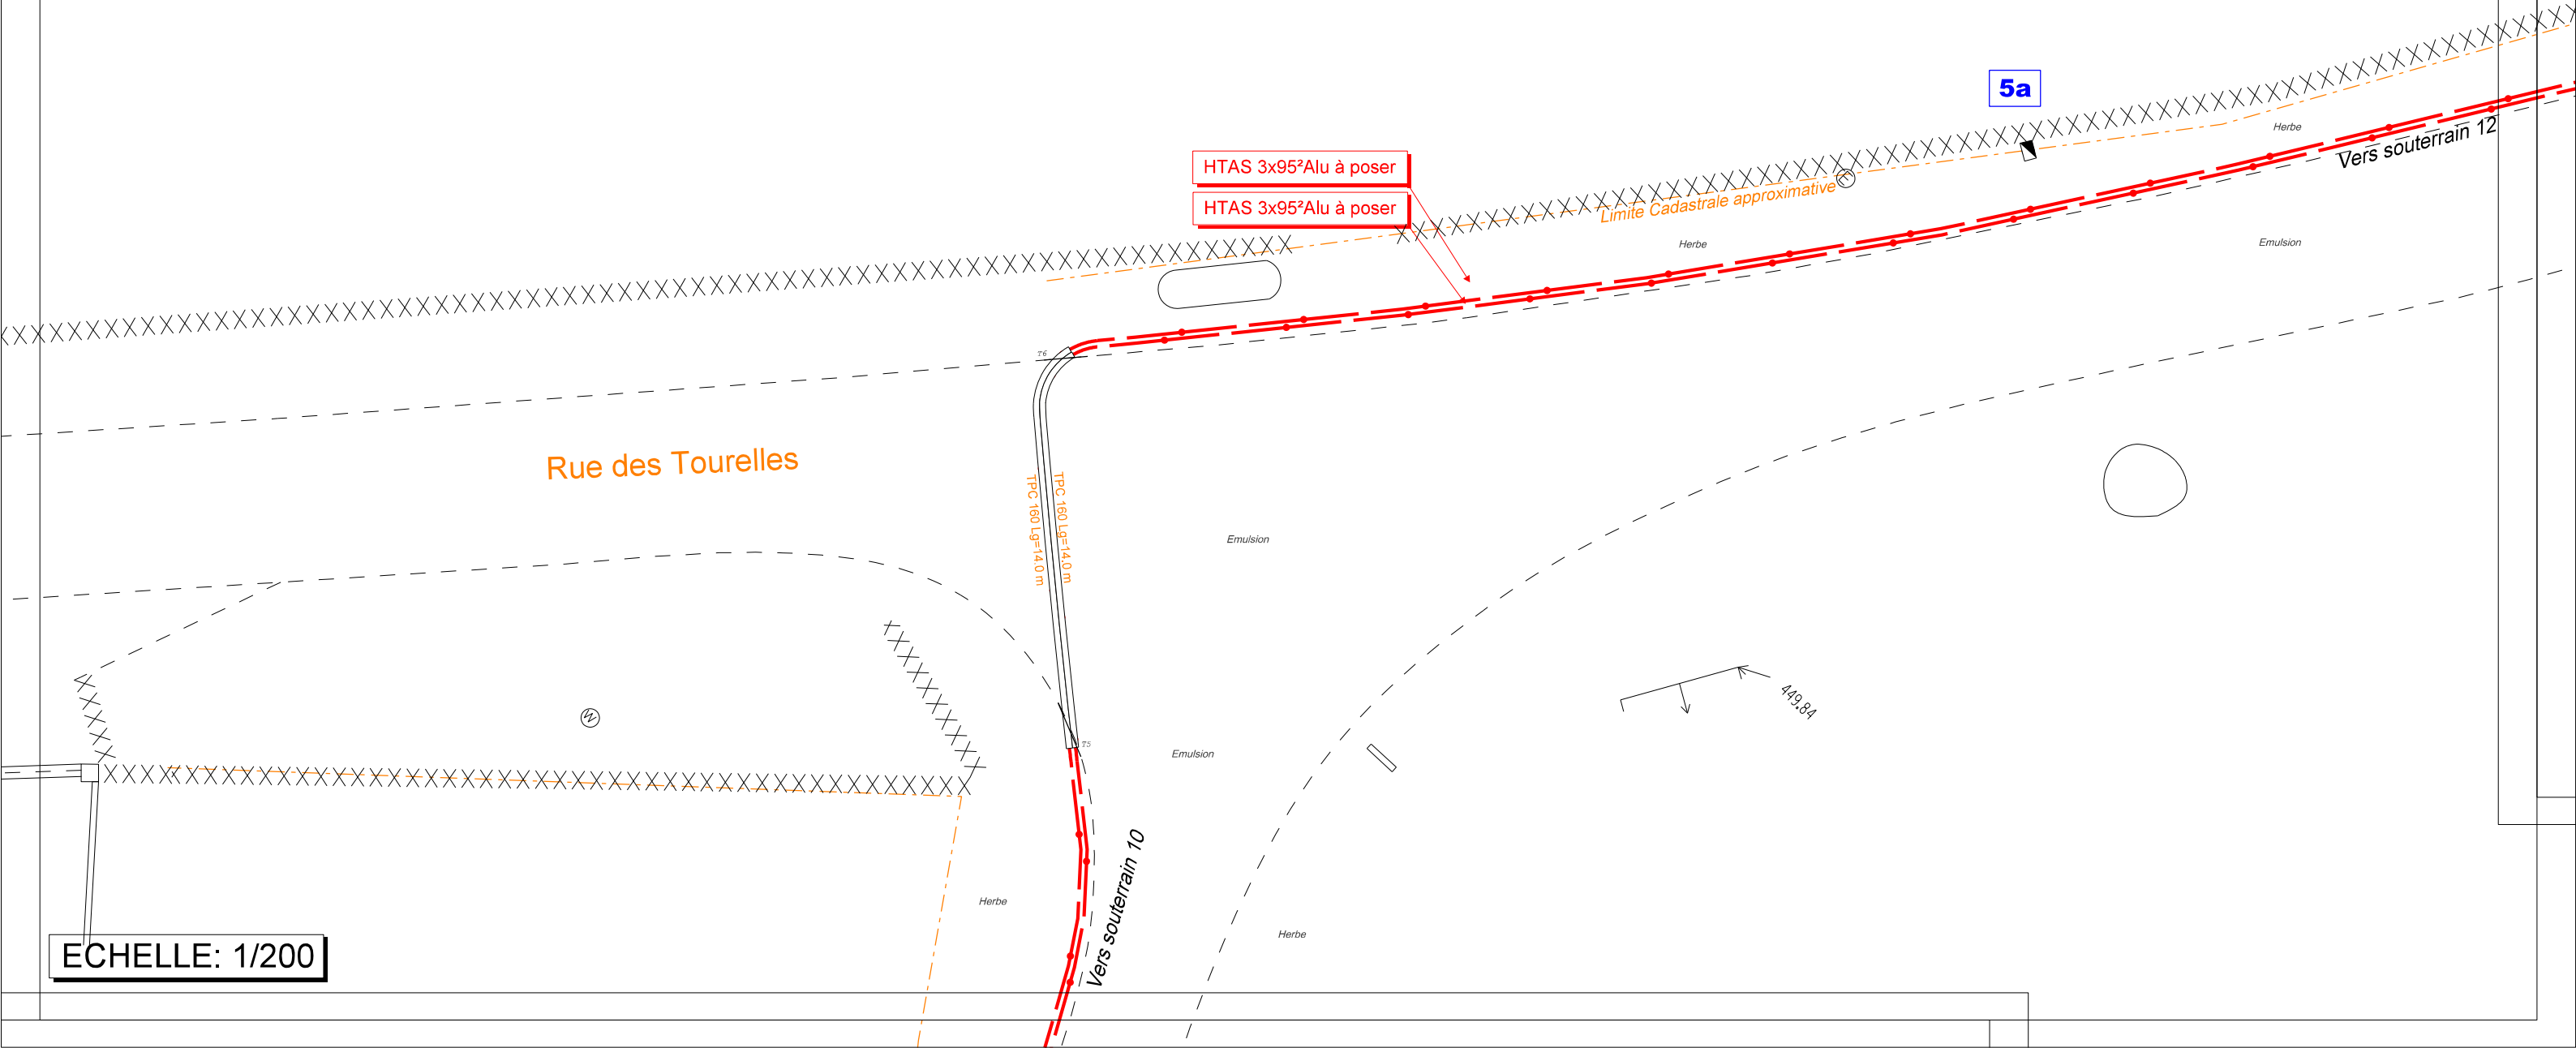 5a
Herbe
Vers souterrain 12
HTAS 3x95²Alu à poser
HTAS 3x95²Alu à poser
Limite Cadastrale approximative
E
Herbe
Emulsion
T6
Rue des Tourelles
TPC 160 Lg=14.0 m
TPC 160 Lg=14.0 m
Emulsion
449.84
W
T5
Emulsion
Vers souterrain 10
Herbe
Herbe
ECHELLE: 1/200